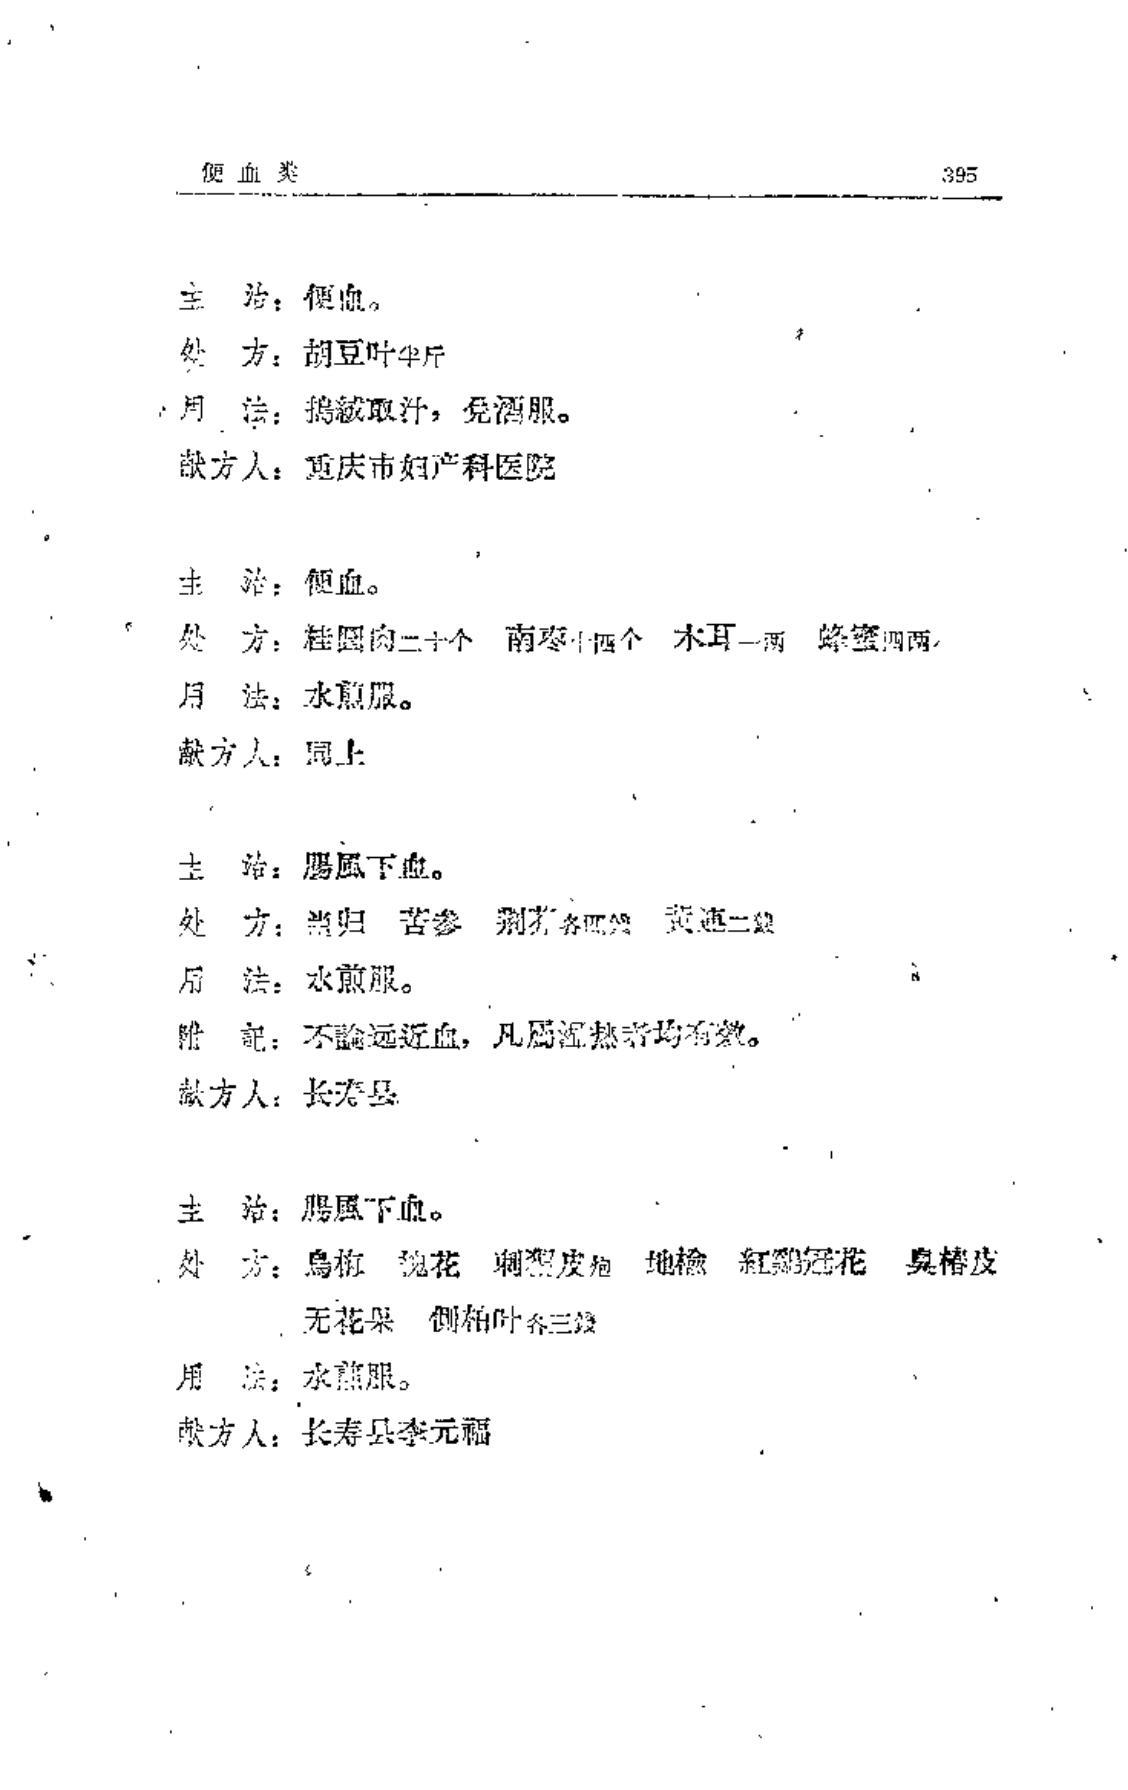 便血类 395
主　治：便血。
处　方：胡豆叶半斤
用　法：搗絨取汁，兌酒服。
献方人：重庆市妇产科医院
主　治：便血。
处　方：桂圆肉二十个　南枣十四个　木耳一两　蜂蜜四两
用　法：水煎服。
献方人：同上
主　治：腸風下血。
处　方：当归　苦参　荆芥各四錢　黄連二錢
用　法：水煎服。
附　記：不論远近血，凡属湿热者均有效。
献方人：长寿县
主　治：腸風下血。
处　方：烏梅　槐花　刺猬皮炮　地榆　紅鷄冠花　臭椿皮
无花果　側柏叶各三錢
用　法：水煎服。
献方人：长寿县李元福